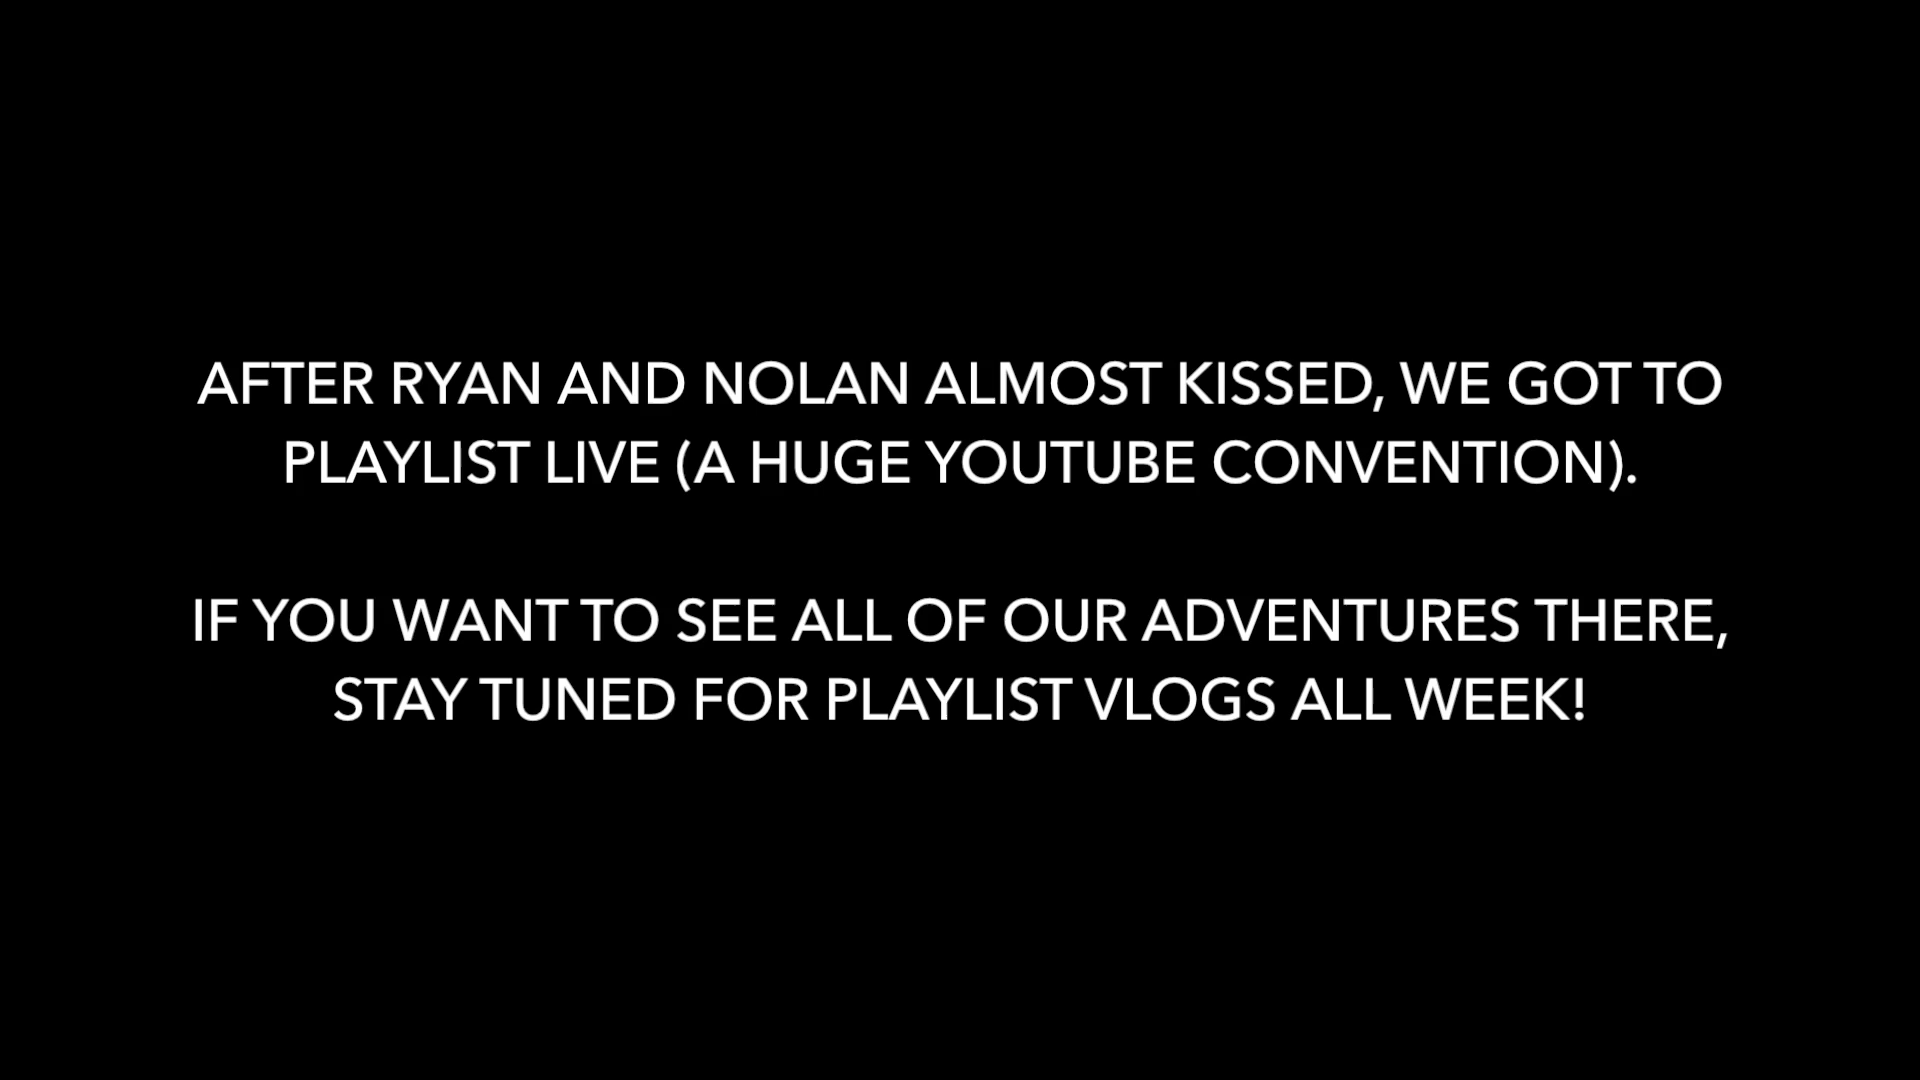 AFTER RYAN AND NOLAN ALMOST KISSED, WE GOT TO
PLAYLIST LIVE (A HUGE YOUTUBE CONVENTION).
IF YOU WANT TO SEE ALL OF OUR ADVENTURES THERE,
STAY TUNED FOR PLAYLIST VLOGS ALL WEEK!